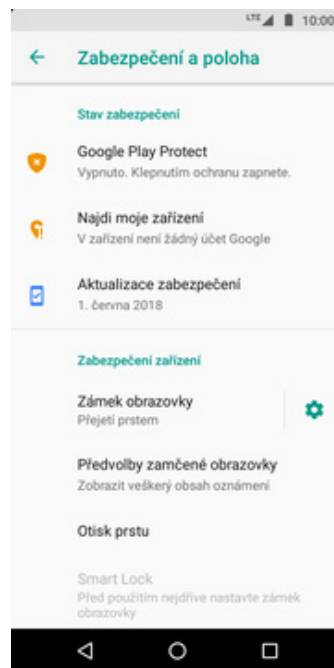 LTE 10:00
Zabezpečení a poloha
Stav zabezpečení
Google Play Protect
Vypnuto. Klepnutím ochranu zapnete.
Najdi moje zařízení
V zařízení není žádný účet Google
Aktualizace zabezpečení
1. června 2018
Zabezpečení zařízení
Zámek obrazovky
Přejetí prstem
Předvolby zamčené obrazovky
Zobrazit veškerý obsah oznámení
Otisk prstu
Smart Lock
Před použitím nejdříve nastavte zámek
obrazovky